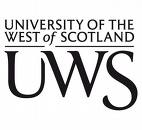 UNIVERSITY OF THE
WEST of SCOTLAND
UWS